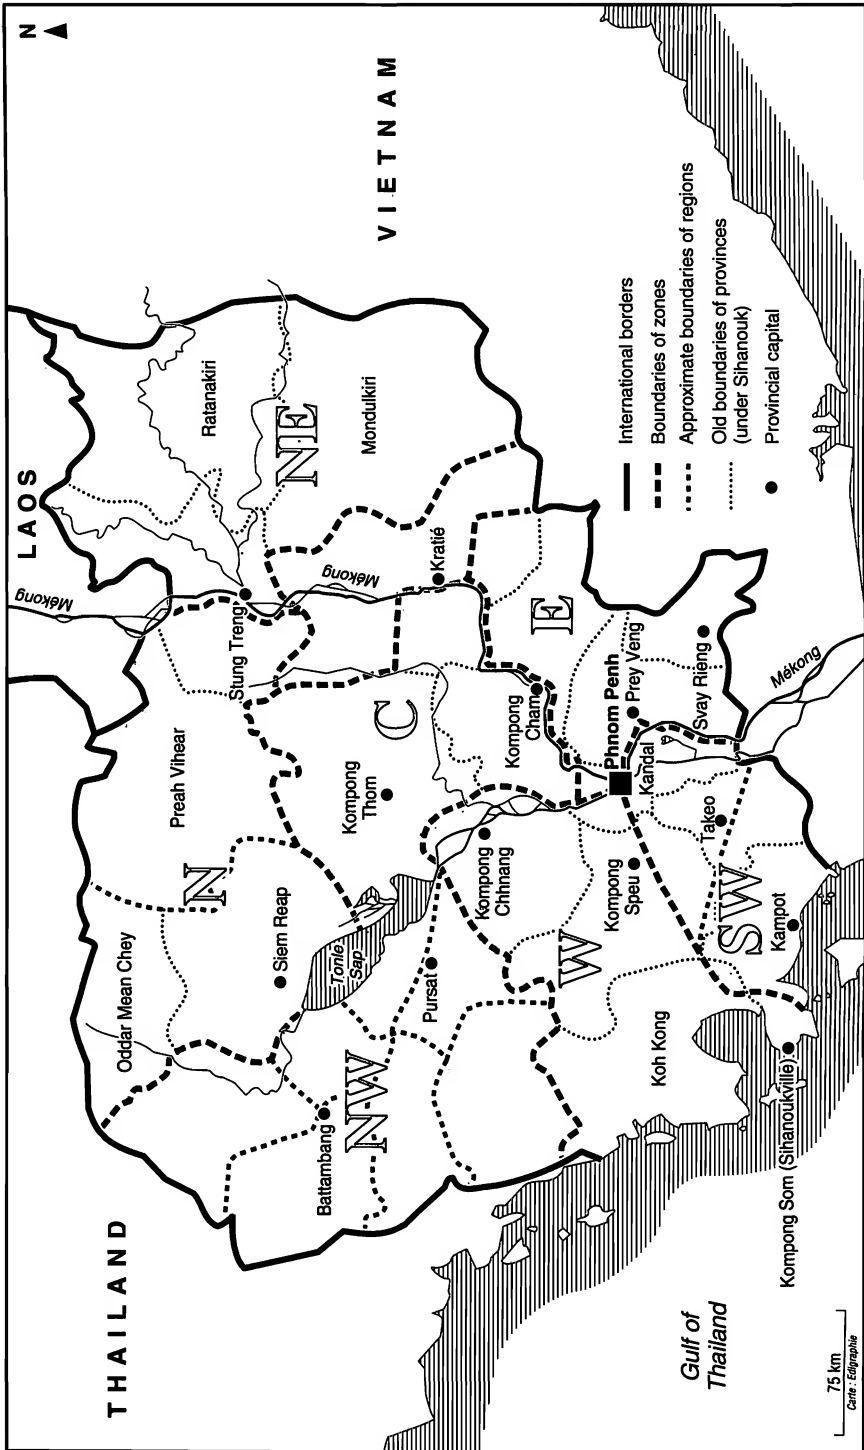 N
THAILAND
LAOS
VIETNAM
Mékong
Oddar Mean Chey
Preah Vihear
Stung Treng
Ratanakiri
N
NE
Siem Reap
Battambang
NW
Tonle
Sap
Kompong
Thom
C
Mékong
Kratié
Mondulkiri
Pursat
Kompong
Chhnang
Kompong
Cham
E
W
Kompong
Speu
Phnom Penh
Kandal
Prey Veng
Svay Rieng
Koh Kong
SW
Takeo
Kampot
Mékong
Kompong Som (Sihanoukville)
Gulf of
Thailand
International borders
Boundaries of zones
Approximate boundaries of regions
Old boundaries of provinces
(under Sihanouk)
Provincial capital
75 km
Carte : Edigraphie